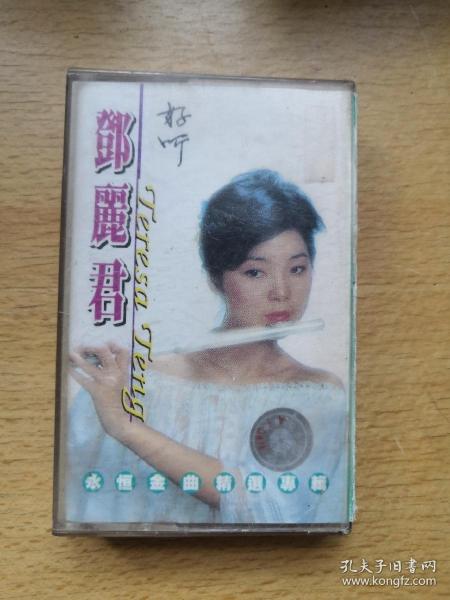 好听
鄧麗君
Teresa Teng
永恒金曲精選專輯
孔夫子旧书网
www.kongfz.com